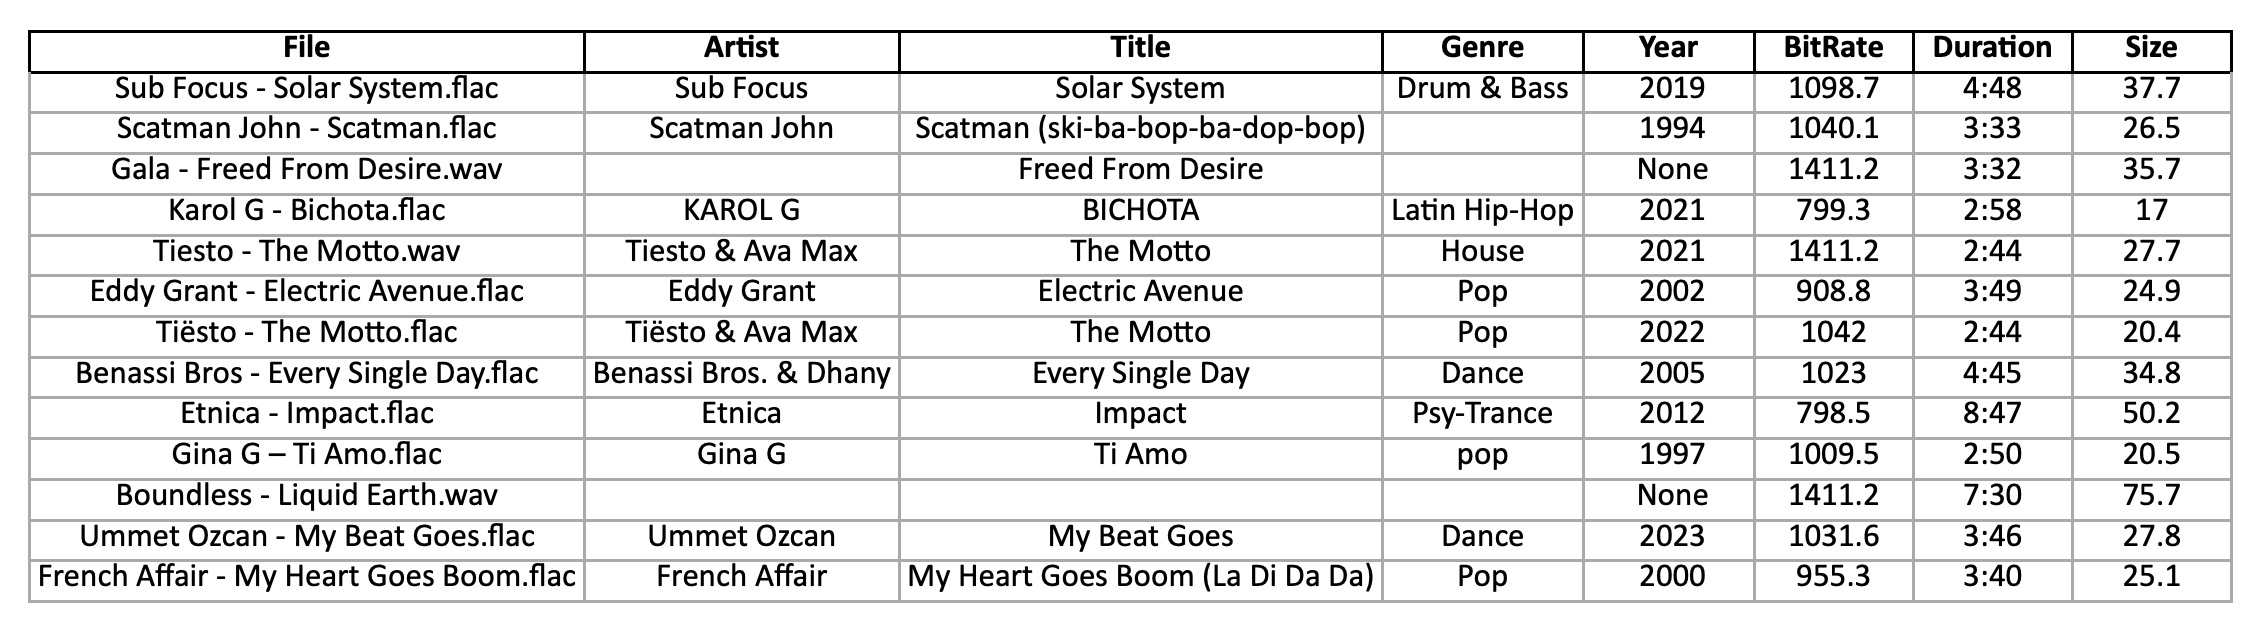 File Artist Title Genre Year BitRate Duration Size
Sub Focus - Solar System.flac Sub Focus Solar System Drum & Bass 2019 1098.7 4:48 37.7
Scatman John - Scatman.flac Scatman John Scatman (ski-ba-bop-ba-dop-bop) 1994 1040.1 3:33 26.5
Gala - Freed From Desire.wav Freed From Desire None 1411.2 3:32 35.7
Karol G - Bichota.flac KAROL G BICHOTA Latin Hip-Hop 2021 799.3 2:58 17
Tiesto - The Motto.wav Tiesto & Ava Max The Motto House 2021 1411.2 2:44 27.7
Eddy Grant - Electric Avenue.flac Eddy Grant Electric Avenue Pop 2002 908.8 3:49 24.9
Tiësto - The Motto.flac Tiësto & Ava Max The Motto Pop 2022 1042 2:44 20.4
Benassi Bros - Every Single Day.flac Benassi Bros. & Dhany Every Single Day Dance 2005 1023 4:45 34.8
Etnica - Impact.flac Etnica Impact Psy-Trance 2012 798.5 8:47 50.2
Gina G – Ti Amo.flac Gina G Ti Amo pop 1997 1009.5 2:50 20.5
Boundless - Liquid Earth.wav None 1411.2 7:30 75.7
Ummet Ozcan - My Beat Goes.flac Ummet Ozcan My Beat Goes Dance 2023 1031.6 3:46 27.8
French Affair - My Heart Goes Boom.flac French Affair My Heart Goes Boom (La Di Da Da) Pop 2000 955.3 3:40 25.1